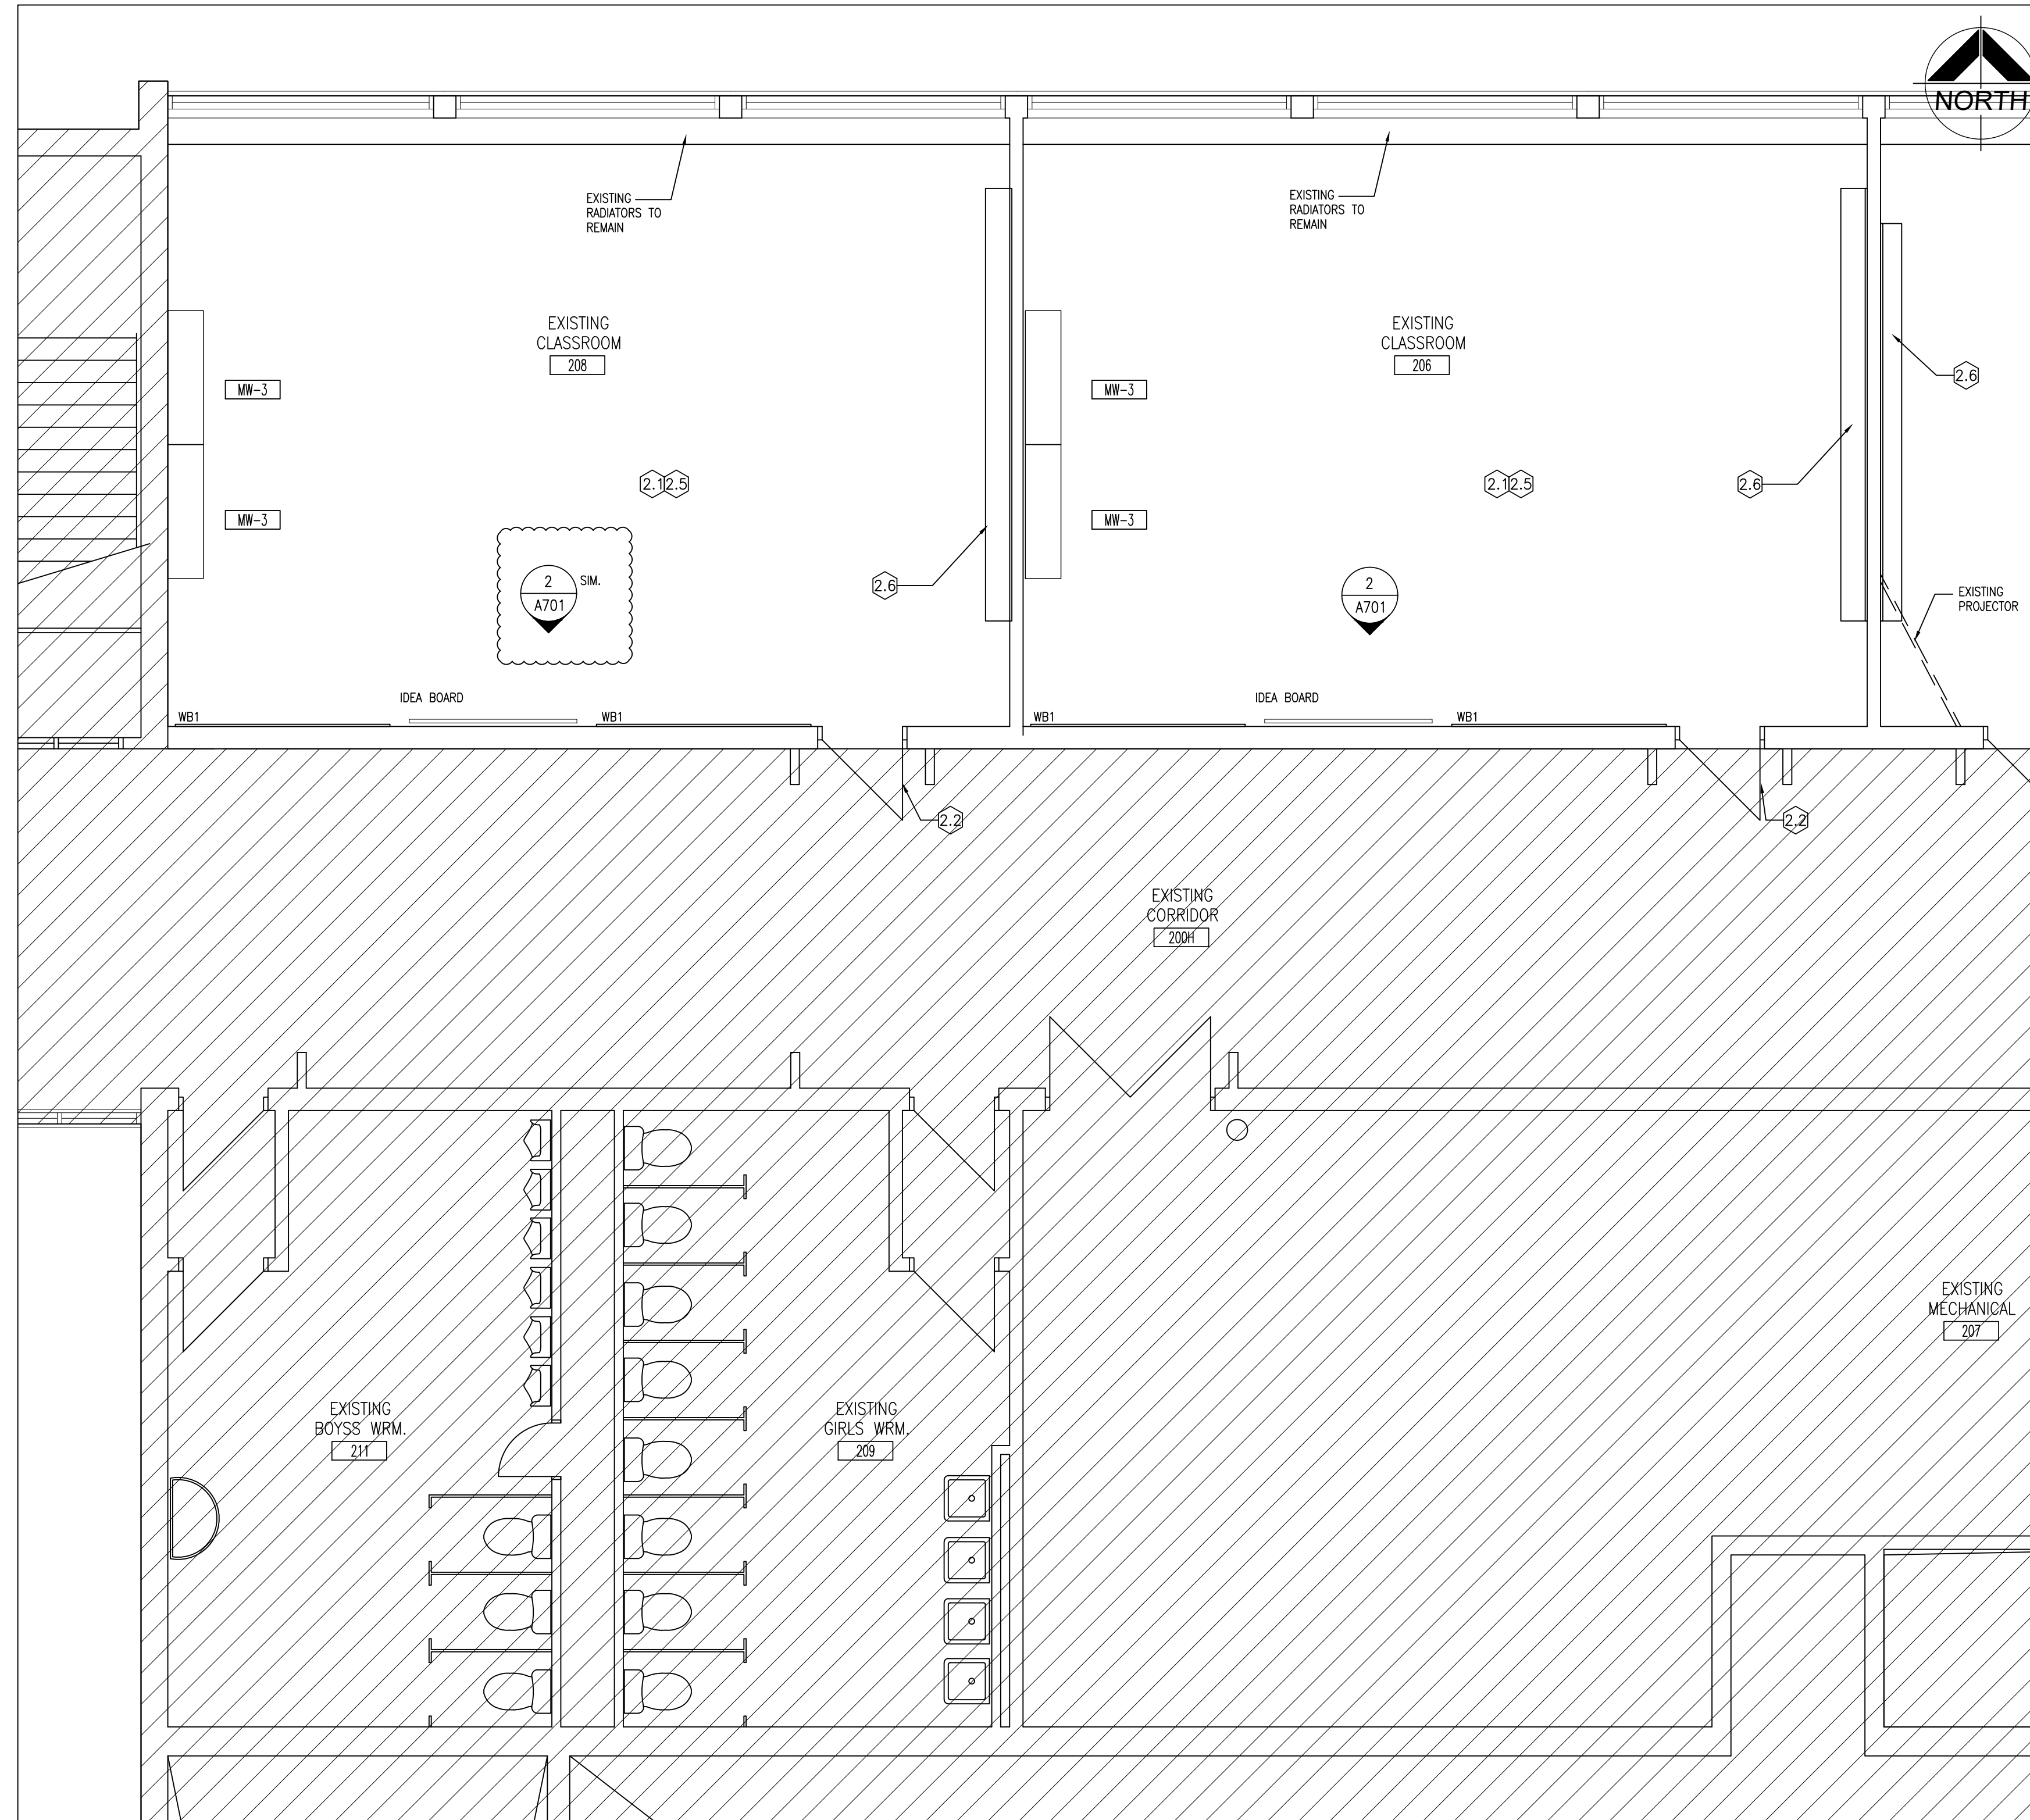 NORTH
EXISTING
RADIATORS TO
REMAIN
EXISTING
RADIATORS TO
REMAIN
EXISTING
CLASSROOM
208
EXISTING
CLASSROOM
206
2.6
MW-3
MW-3
2.1 2.5
2.1 2.5
2.6
MW-3
MW-3
2
A701
SIM.
2.6
2
A701
EXISTING
PROJECTOR
IDEA BOARD
IDEA BOARD
WB1
WB1
WB1
WB1
2.2
2.2
EXISTING
CORRIDOR
200H
EXISTING
MECHANICAL
207
EXISTING
BOYSS WRM.
211
EXISTING
GIRLS WRM.
209